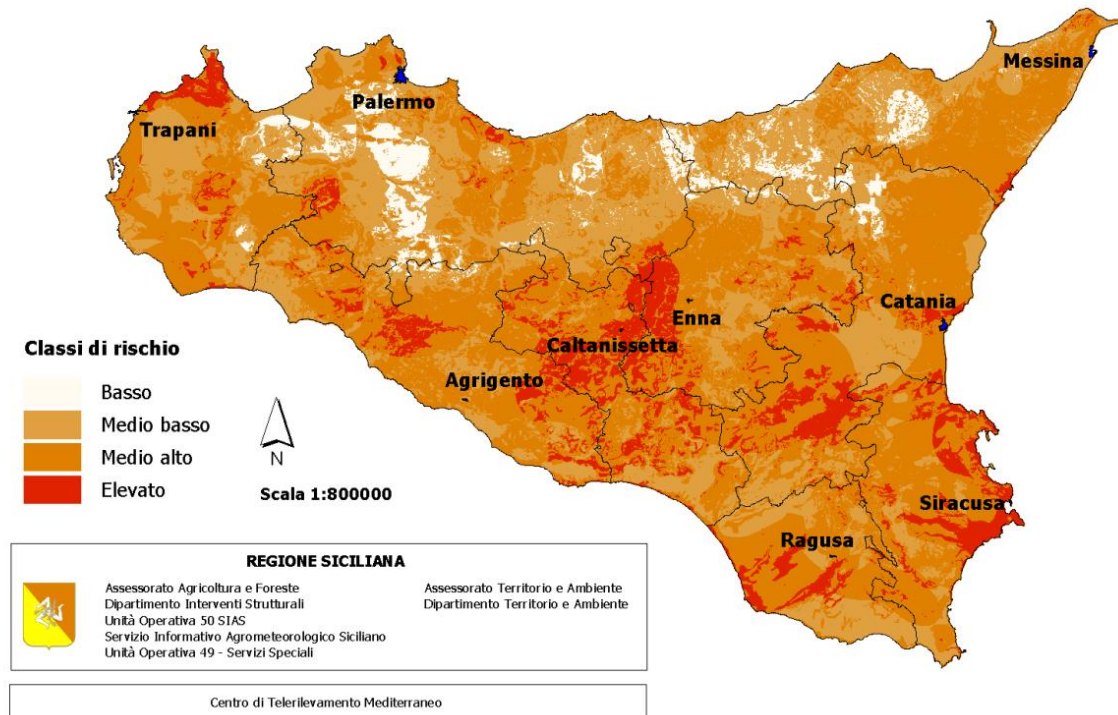 Messina
Palermo
Trapani
Catania
Enna
Caltanissetta
Agrigento
Siracusa
Ragusa
Classi di rischio
Basso
Medio basso
Medio alto
Elevato
N
Scala 1:800000
REGIONE SICILIANA
Assessorato Agricoltura e Foreste
Dipartimento Interventi Strutturali
Unità Operativa 50 SIAS
Servizio Informativo Agrometeorologico Siciliano
Unità Operativa 49 - Servizi Speciali
Assessorato Territorio e Ambiente
Dipartimento Territorio e Ambiente
Centro di Telerilevamento Mediterraneo